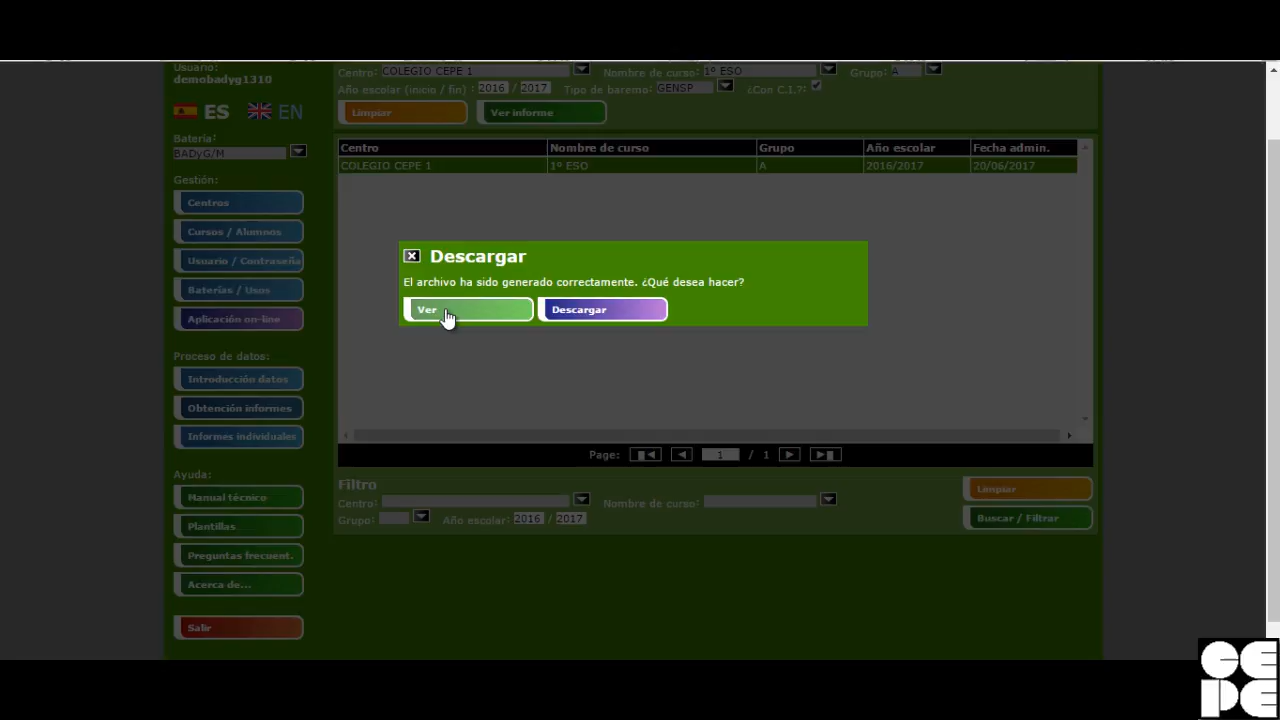 Usuario:
demobadyg1310
ES EN
Batería:
BADyG/M
Gestión:
Centros
Cursos / Alumnos
Usuario / Contraseña
Baterías / Usos
Aplicación on-line
Proceso de datos:
Introducción datos
Obtención informes
Informes individuales
Ayuda:
Manual técnico
Plantillas
Preguntas frecuent.
Acerca de...
Salir
Centro: COLEGIO CEPE 1 Nombre de curso: 1º ESO Grupo: A
Año escolar (inicio / fin) : 2016 / 2017 Tipo de baremo: GENSP ¿Con C.I.?:
Limpiar Ver informe
Centro Nombre de curso Grupo Año escolar Fecha admin.
COLEGIO CEPE 1 1º ESO A 2016/2017 20/06/2017
Descargar
El archivo ha sido generado correctamente. ¿Qué desea hacer?
Ver Descargar
Page: 1 / 1
Filtro
Centro: Nombre de curso:
Grupo: Año escolar: 2016 / 2017
Limpiar
Buscar / Filtrar
CE
PE